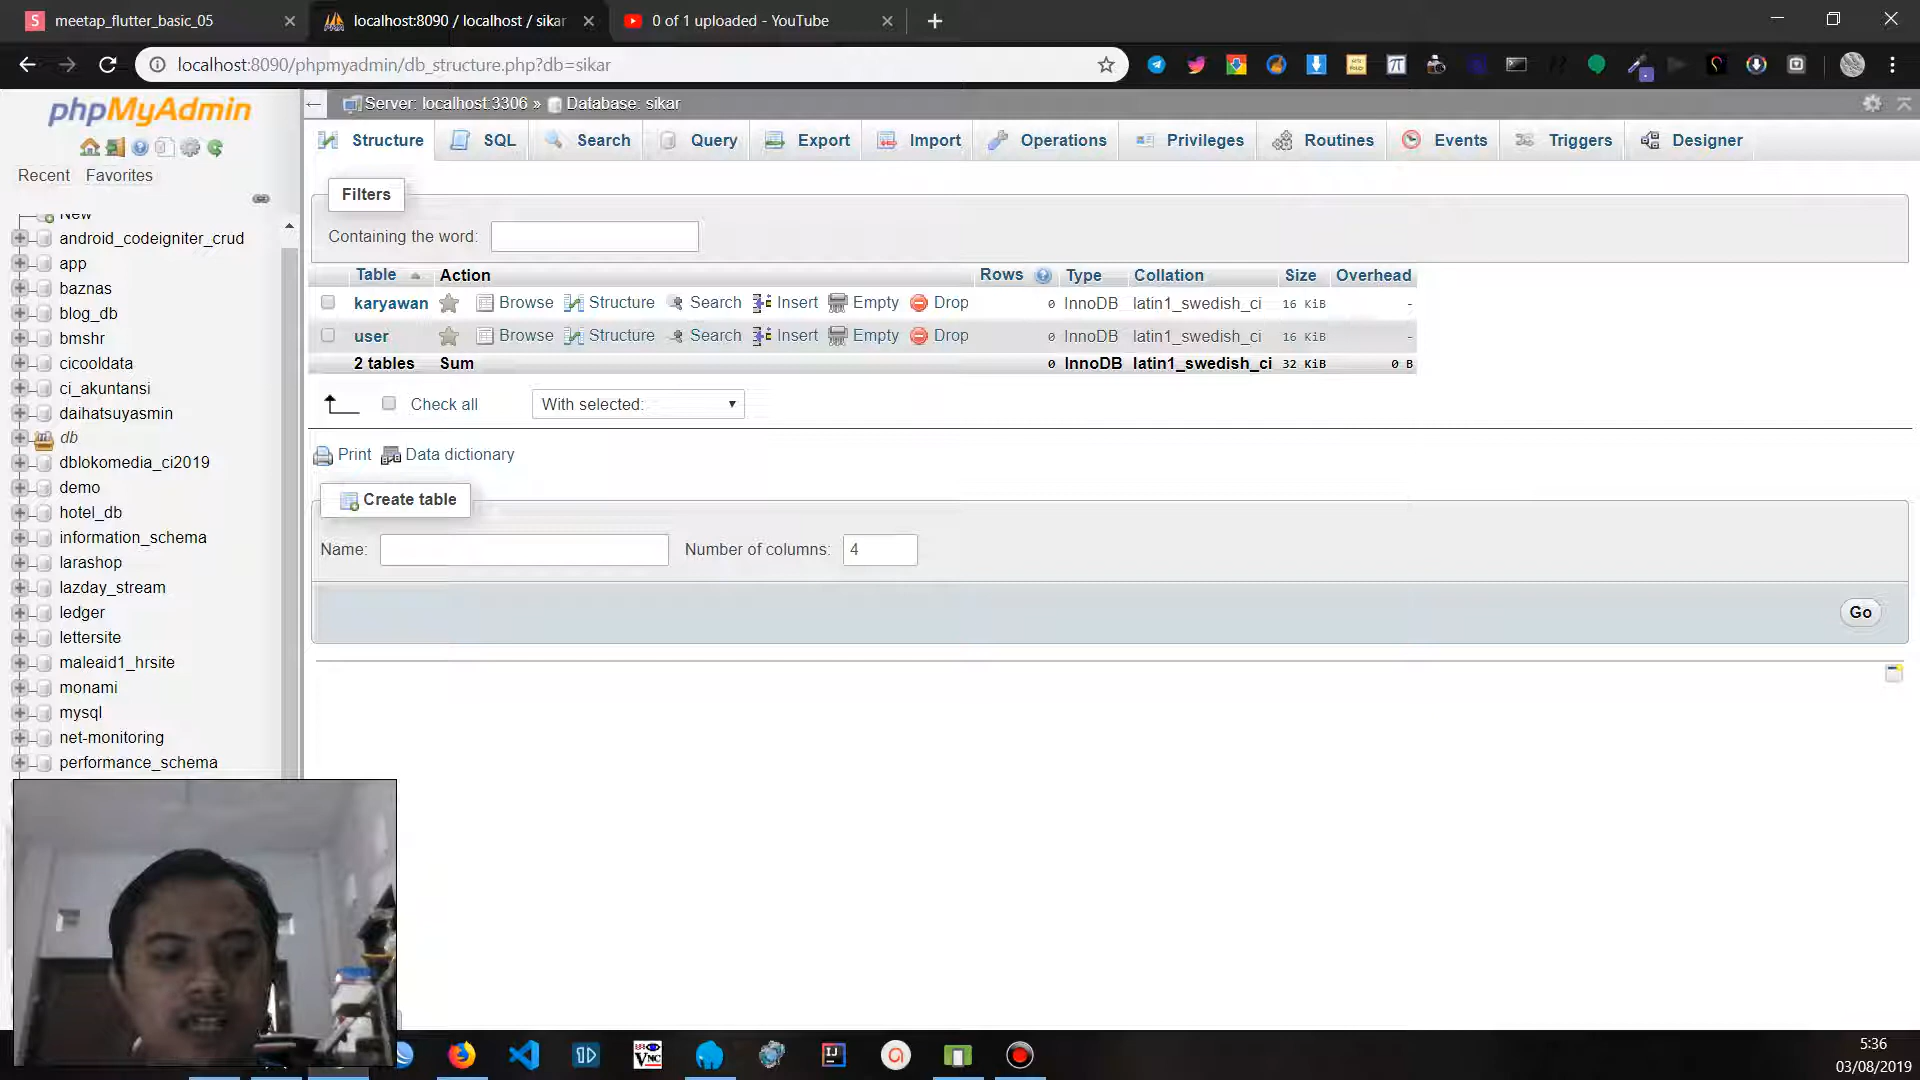 meetap_flutter_basic_05
localhost:8090 / localhost / sikar
0 of 1 uploaded - YouTube
localhost:8090/phpmyadmin/db_structure.php?db=sikar
phpMyAdmin
Recent Favorites
New
android_codeigniter_crud
app
baznas
blog_db
bmshr
cicooldata
ci_akuntansi
daihatsuyasmin
db
dblokomedia_ci2019
demo
hotel_db
information_schema
larashop
lazday_stream
ledger
lettersite
maleaid1_hrsite
monami
mysql
net-monitoring
performance_schema
Server: localhost:3306 » Database: sikar
Structure SQL Search Query Export Import Operations Privileges Routines Events Triggers Designer
Filters
Containing the word:
Table Action Rows Type Collation Size Overhead
karyawan Browse Structure Search Insert Empty Drop 0 InnoDB latin1_swedish_ci 16 KiB -
user Browse Structure Search Insert Empty Drop 0 InnoDB latin1_swedish_ci 16 KiB -
2 tables Sum 0 InnoDB latin1_swedish_ci 32 KiB 0 B
Check all With selected:
Print Data dictionary
Create table
Name: Number of columns: 4
Go
VNC
IJ
5:36
03/08/2019